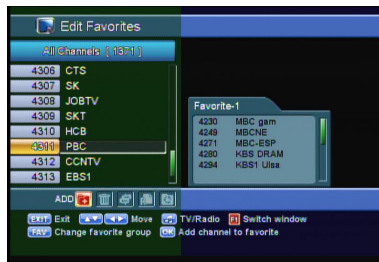 Edit Favorites
All Channels [ 1371 ]
4306 CTS
4307 SK
4308 JOBTV
4309 SKT
4310 HCB
4311 PBC
4312 CCNTV
4313 EBS1
Favorite-1
4230 MBC gam
4249 MBCNE
4271 MBC-ESP
4280 KBS DRAM
4294 KBS1 Ulsa
ADD
EXIT Exit Move TV/Radio F1 Switch window
FAV Change favorite group OK Add channel to favorite